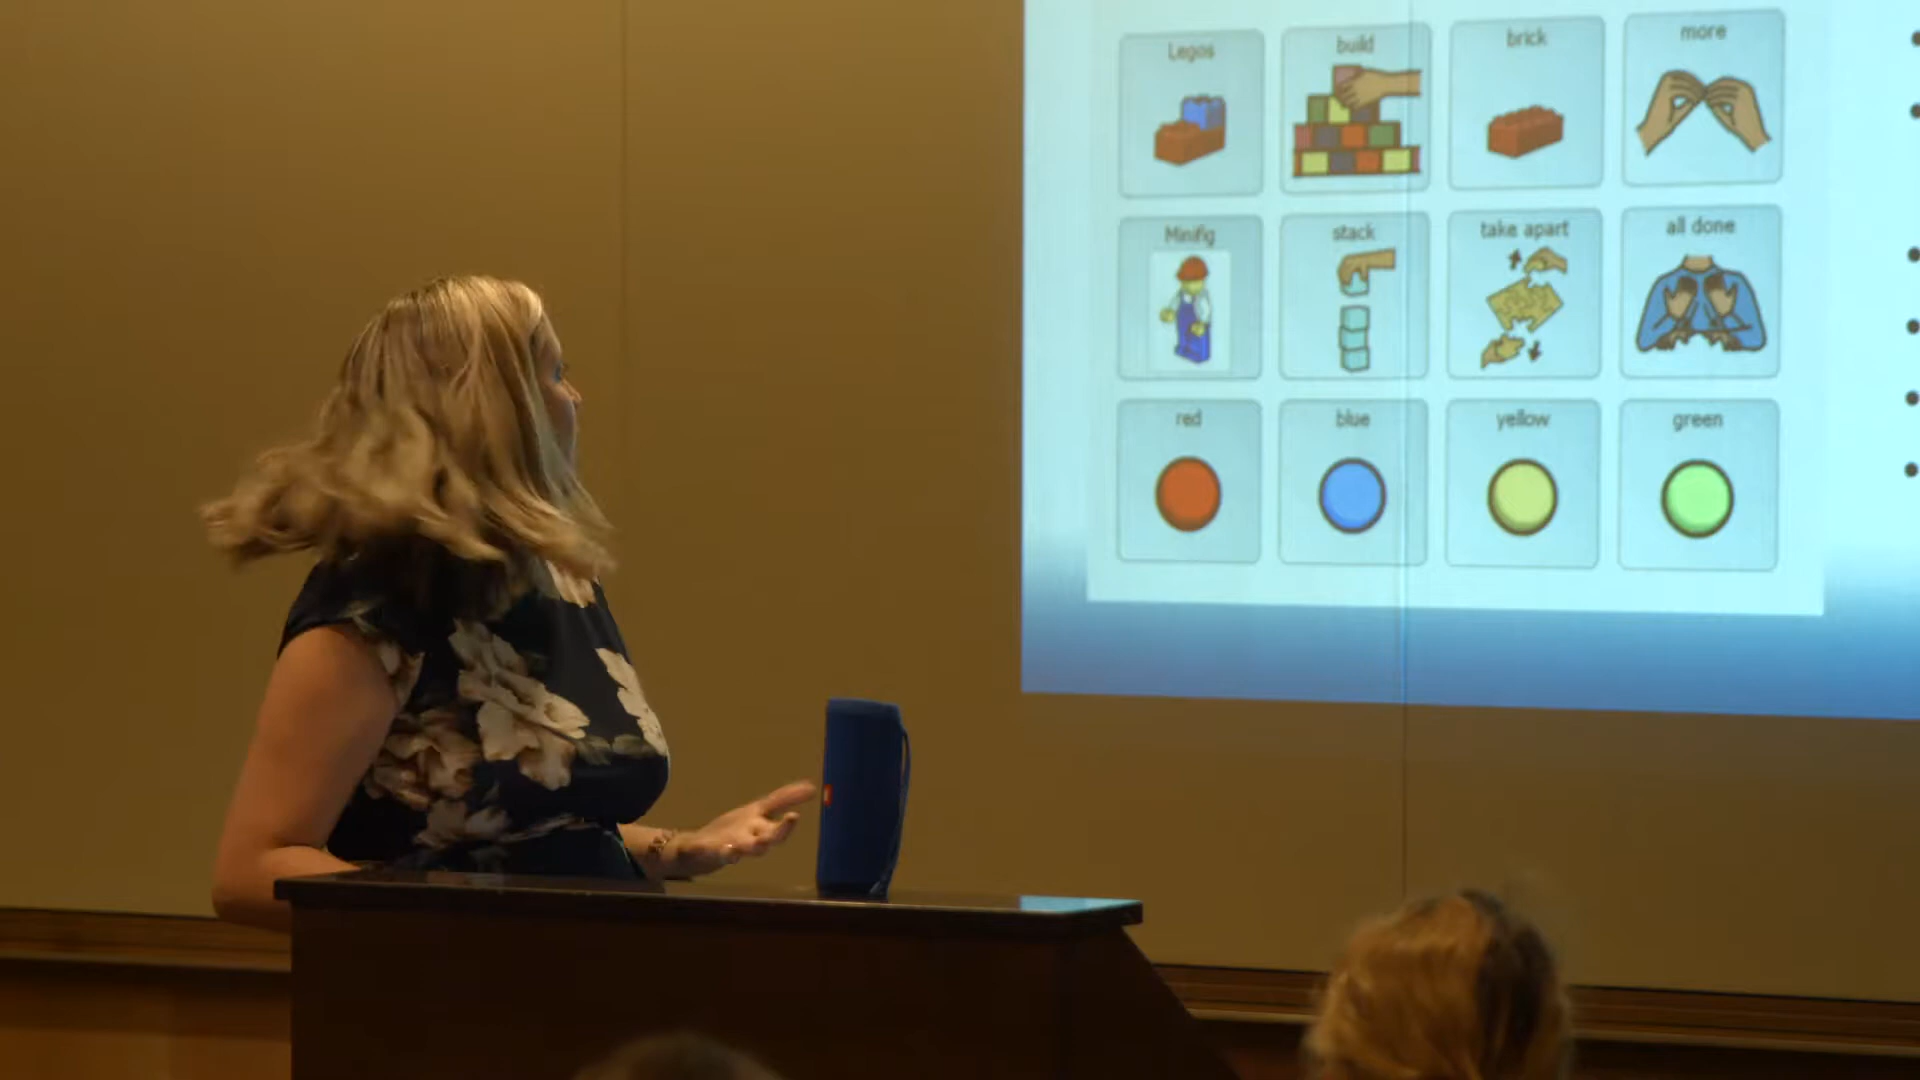 Legos
build
brick
more
Minifig
stack
take apart
all done
red
blue
yellow
green